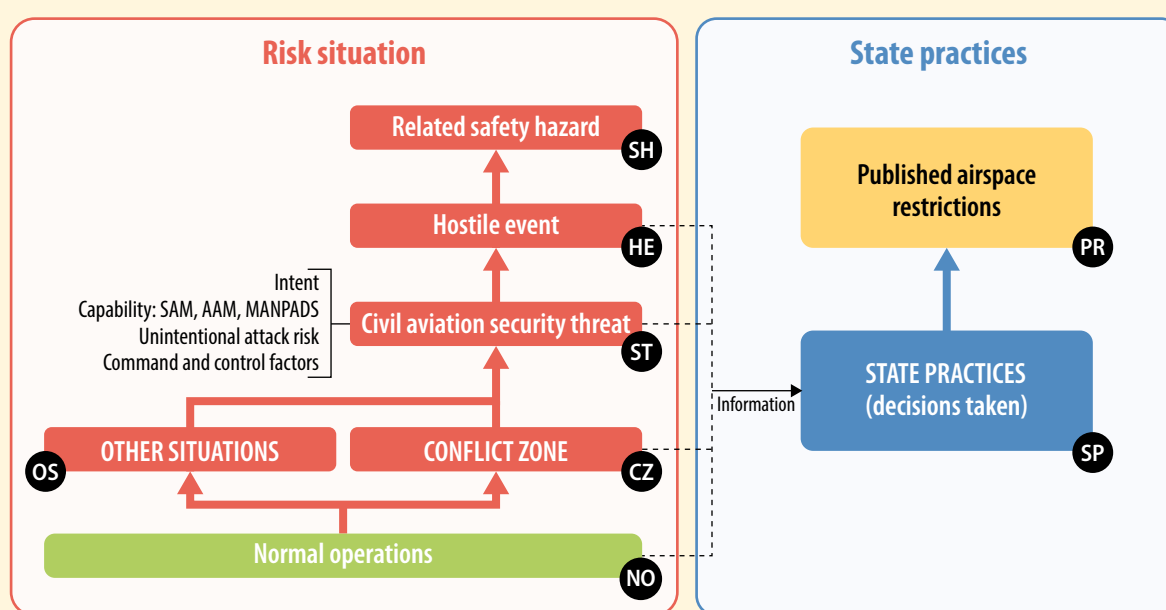 Risk situation
Related safety hazard
SH
Hostile event
HE
Intent
Capability: SAM, AAM, MANPADS
Unintentional attack risk
Command and control factors
Civil aviation security threat
ST
OTHER SITUATIONS
OS
CONFLICT ZONE
CZ
Normal operations
NO
Information
State practices
Published airspace
restrictions
PR
STATE PRACTICES
(decisions taken)
SP